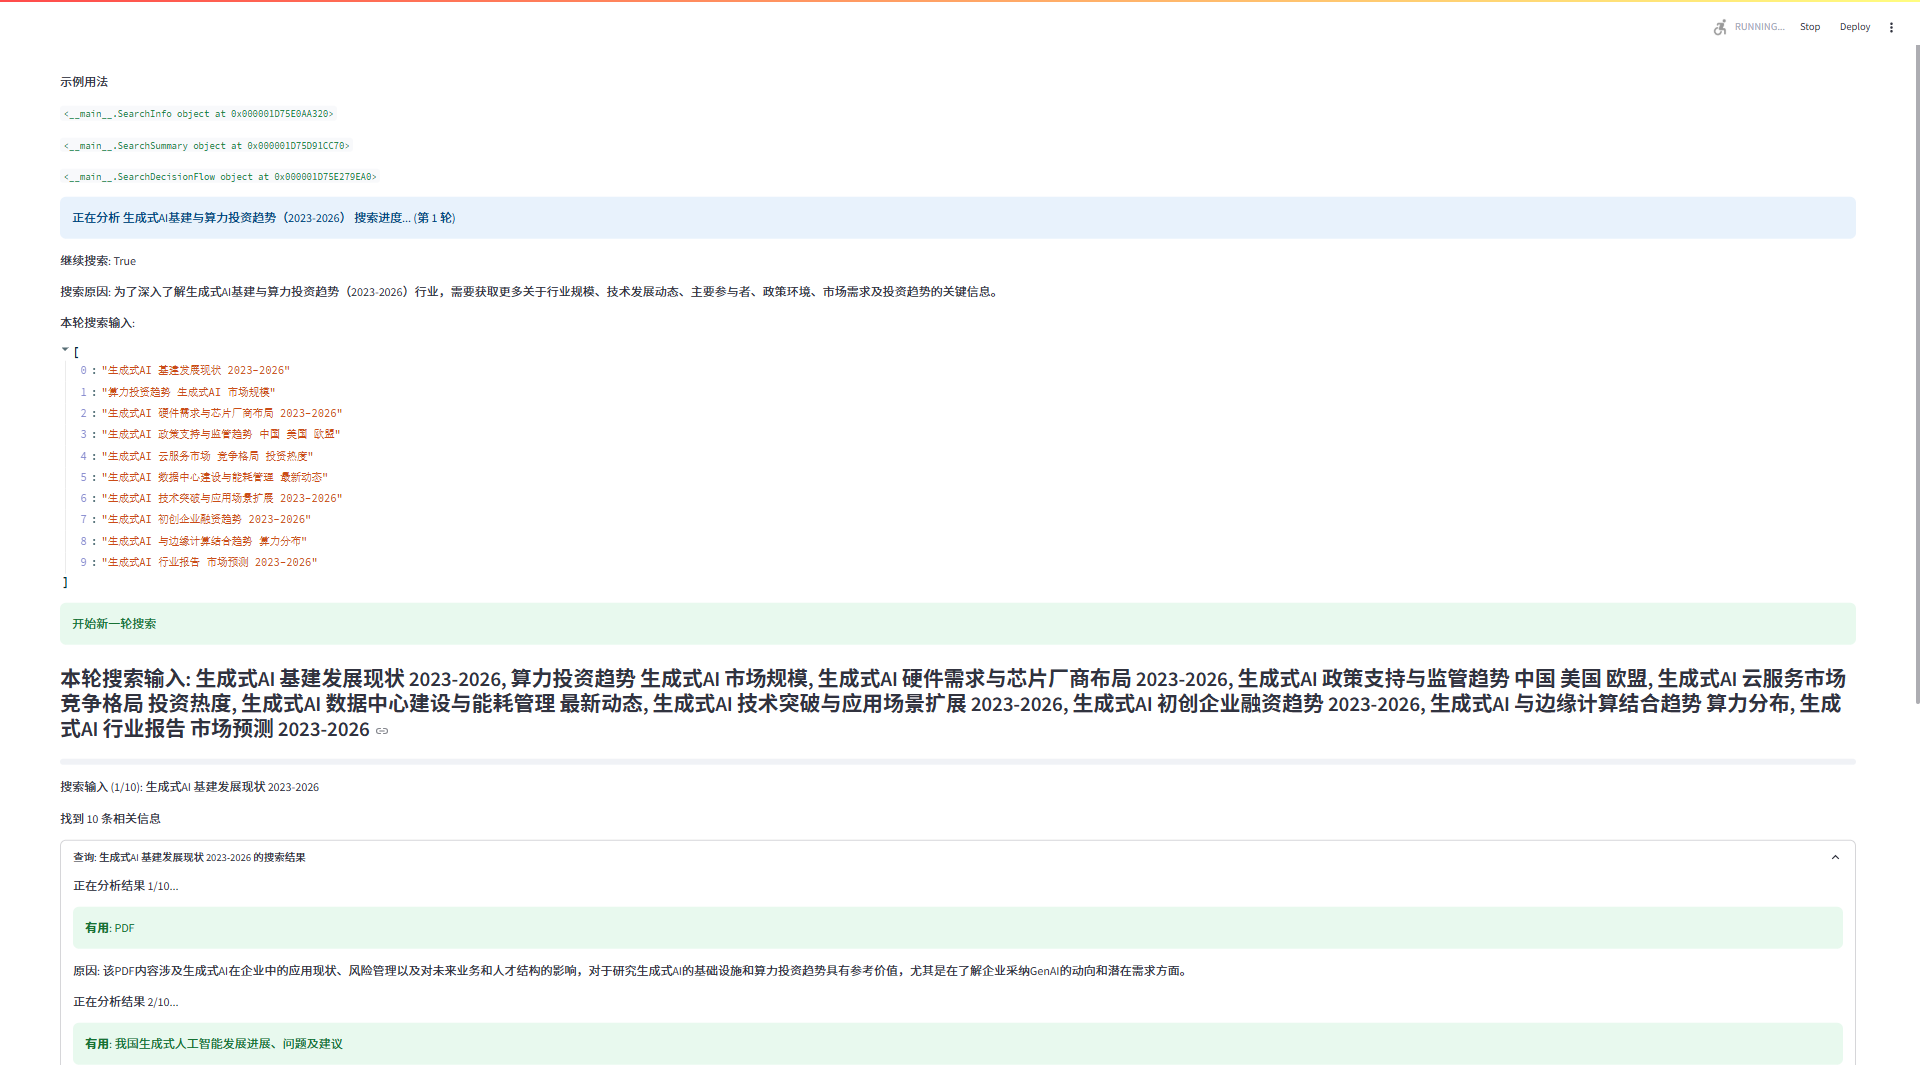 RUNNING...
Stop
Deploy
示例用法
<__main__.SearchInfo object at 0x000001D75E0AA320>
<__main__.SearchSummary object at 0x000001D75D91CC70>
<__main__.SearchDecisionFlow object at 0x000001D75E279EA0>
正在分析 生成式AI基建与算力投资趋势（2023-2026） 搜索进度... (第 1 轮)
继续搜索: True
搜索原因: 为了深入了解生成式AI基建与算力投资趋势（2023-2026）行业，需要获取更多关于行业规模、技术发展动态、主要参与者、政策环境、市场需求及投资趋势的关键信息。
本轮搜索输入:
[
0 : "生成式AI 基建发展现状 2023-2026"
1 : "算力投资趋势 生成式AI 市场规模"
2 : "生成式AI 硬件需求与芯片厂商布局 2023-2026"
3 : "生成式AI 政策支持与监管趋势 中国 美国 欧盟"
4 : "生成式AI 云服务市场 竞争格局 投资热度"
5 : "生成式AI 数据中心建设与能耗管理 最新动态"
6 : "生成式AI 技术突破与应用场景扩展 2023-2026"
7 : "生成式AI 初创企业融资趋势 2023-2026"
8 : "生成式AI 与边缘计算结合趋势 算力分布"
9 : "生成式AI 行业报告 市场预测 2023-2026"
]
开始新一轮搜索
本轮搜索输入: 生成式AI 基建发展现状 2023-2026, 算力投资趋势 生成式AI 市场规模, 生成式AI 硬件需求与芯片厂商布局 2023-2026, 生成式AI 政策支持与监管趋势 中国 美国 欧盟, 生成式AI 云服务市场
竞争格局 投资热度, 生成式AI 数据中心建设与能耗管理 最新动态, 生成式AI 技术突破与应用场景扩展 2023-2026, 生成式AI 初创企业融资趋势 2023-2026, 生成式AI 与边缘计算结合趋势 算力分布, 生成
式AI 行业报告 市场预测 2023-2026
搜索输入 (1/10): 生成式AI 基建发展现状 2023-2026
找到 10 条相关信息
查询: 生成式AI 基建发展现状 2023-2026 的搜索结果
正在分析结果 1/10...
有用: PDF
原因: 该PDF内容涉及生成式AI在企业中的应用现状、风险管理以及对未来业务和人才结构的影响，对于研究生成式AI的基础设施和算力投资趋势具有参考价值，尤其是在了解企业采纳GenAI的动向和潜在需求方面。
正在分析结果 2/10...
有用: 我国生成式人工智能发展进展、问题及建议